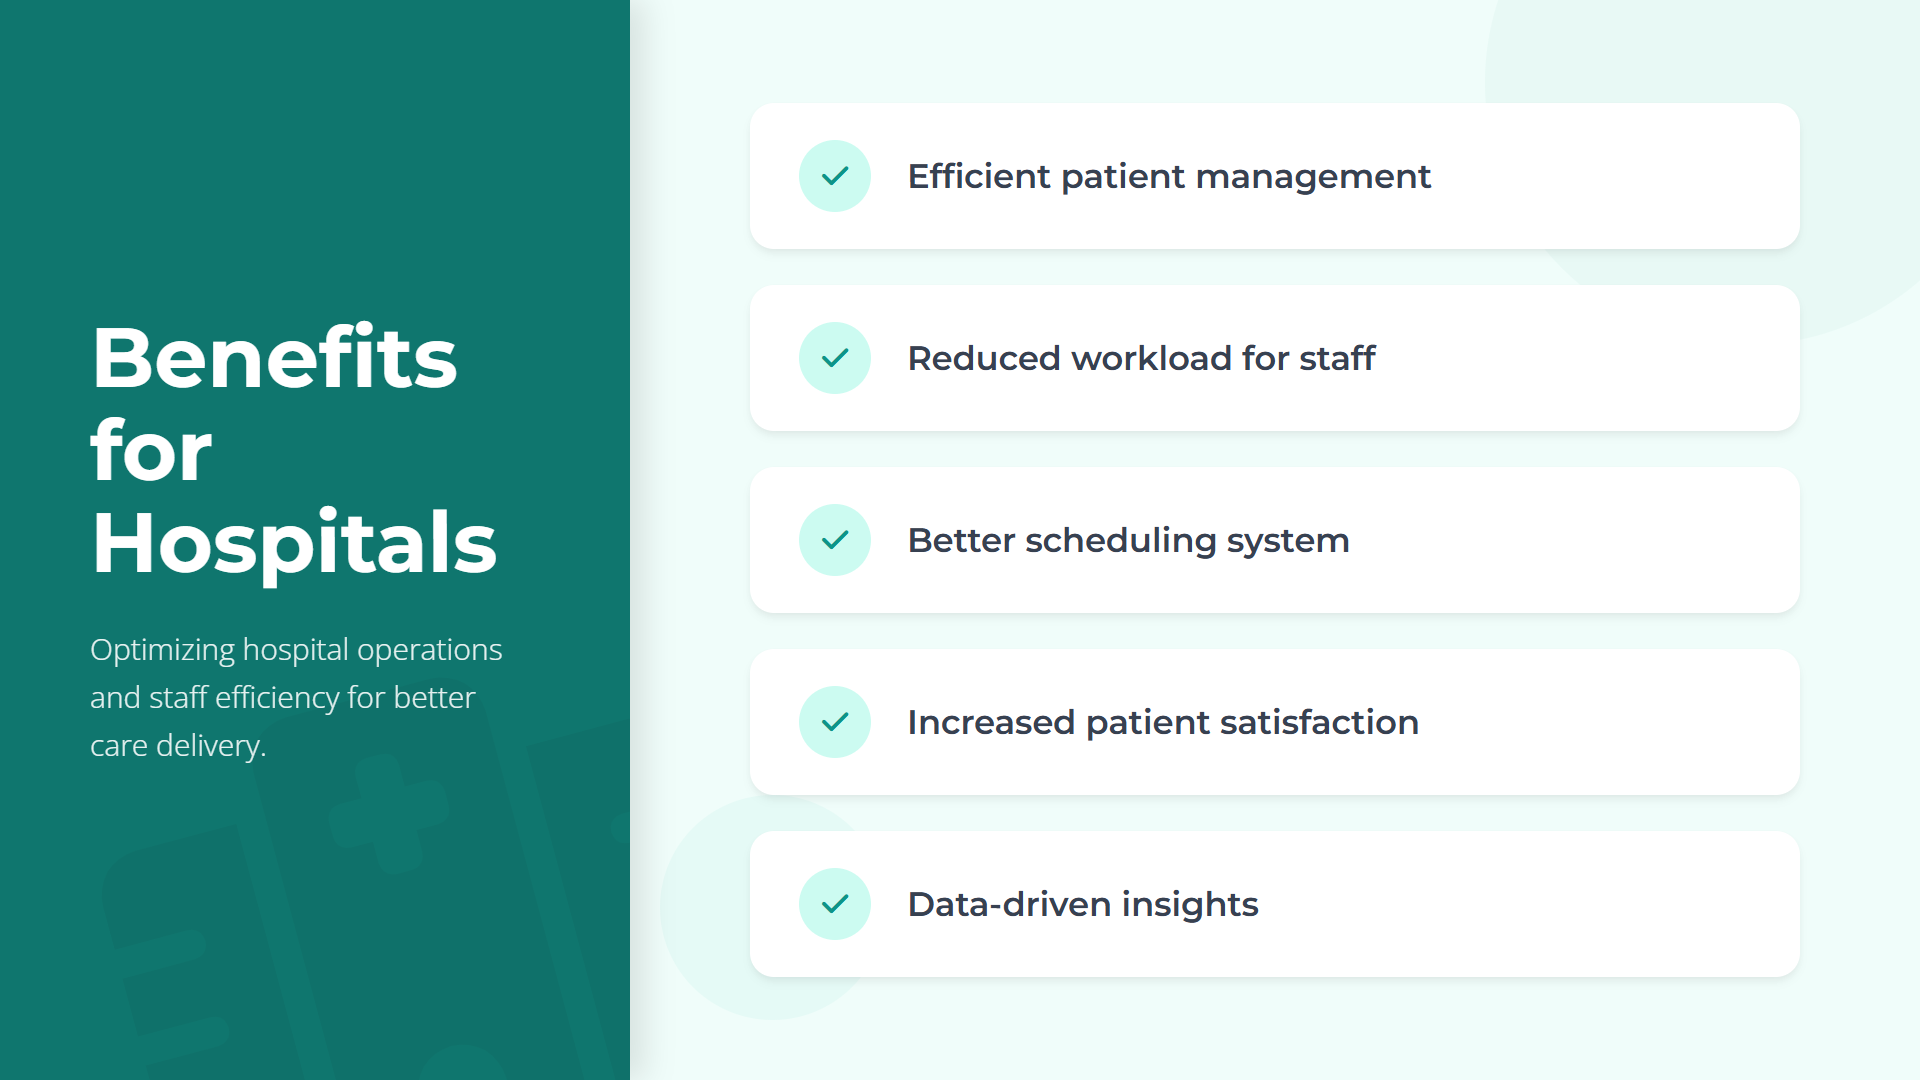 Benefits
for
Hospitals
Optimizing hospital operations
and staff efficiency for better
care delivery.
Efficient patient management
Reduced workload for staff
Better scheduling system
Increased patient satisfaction
Data-driven insights